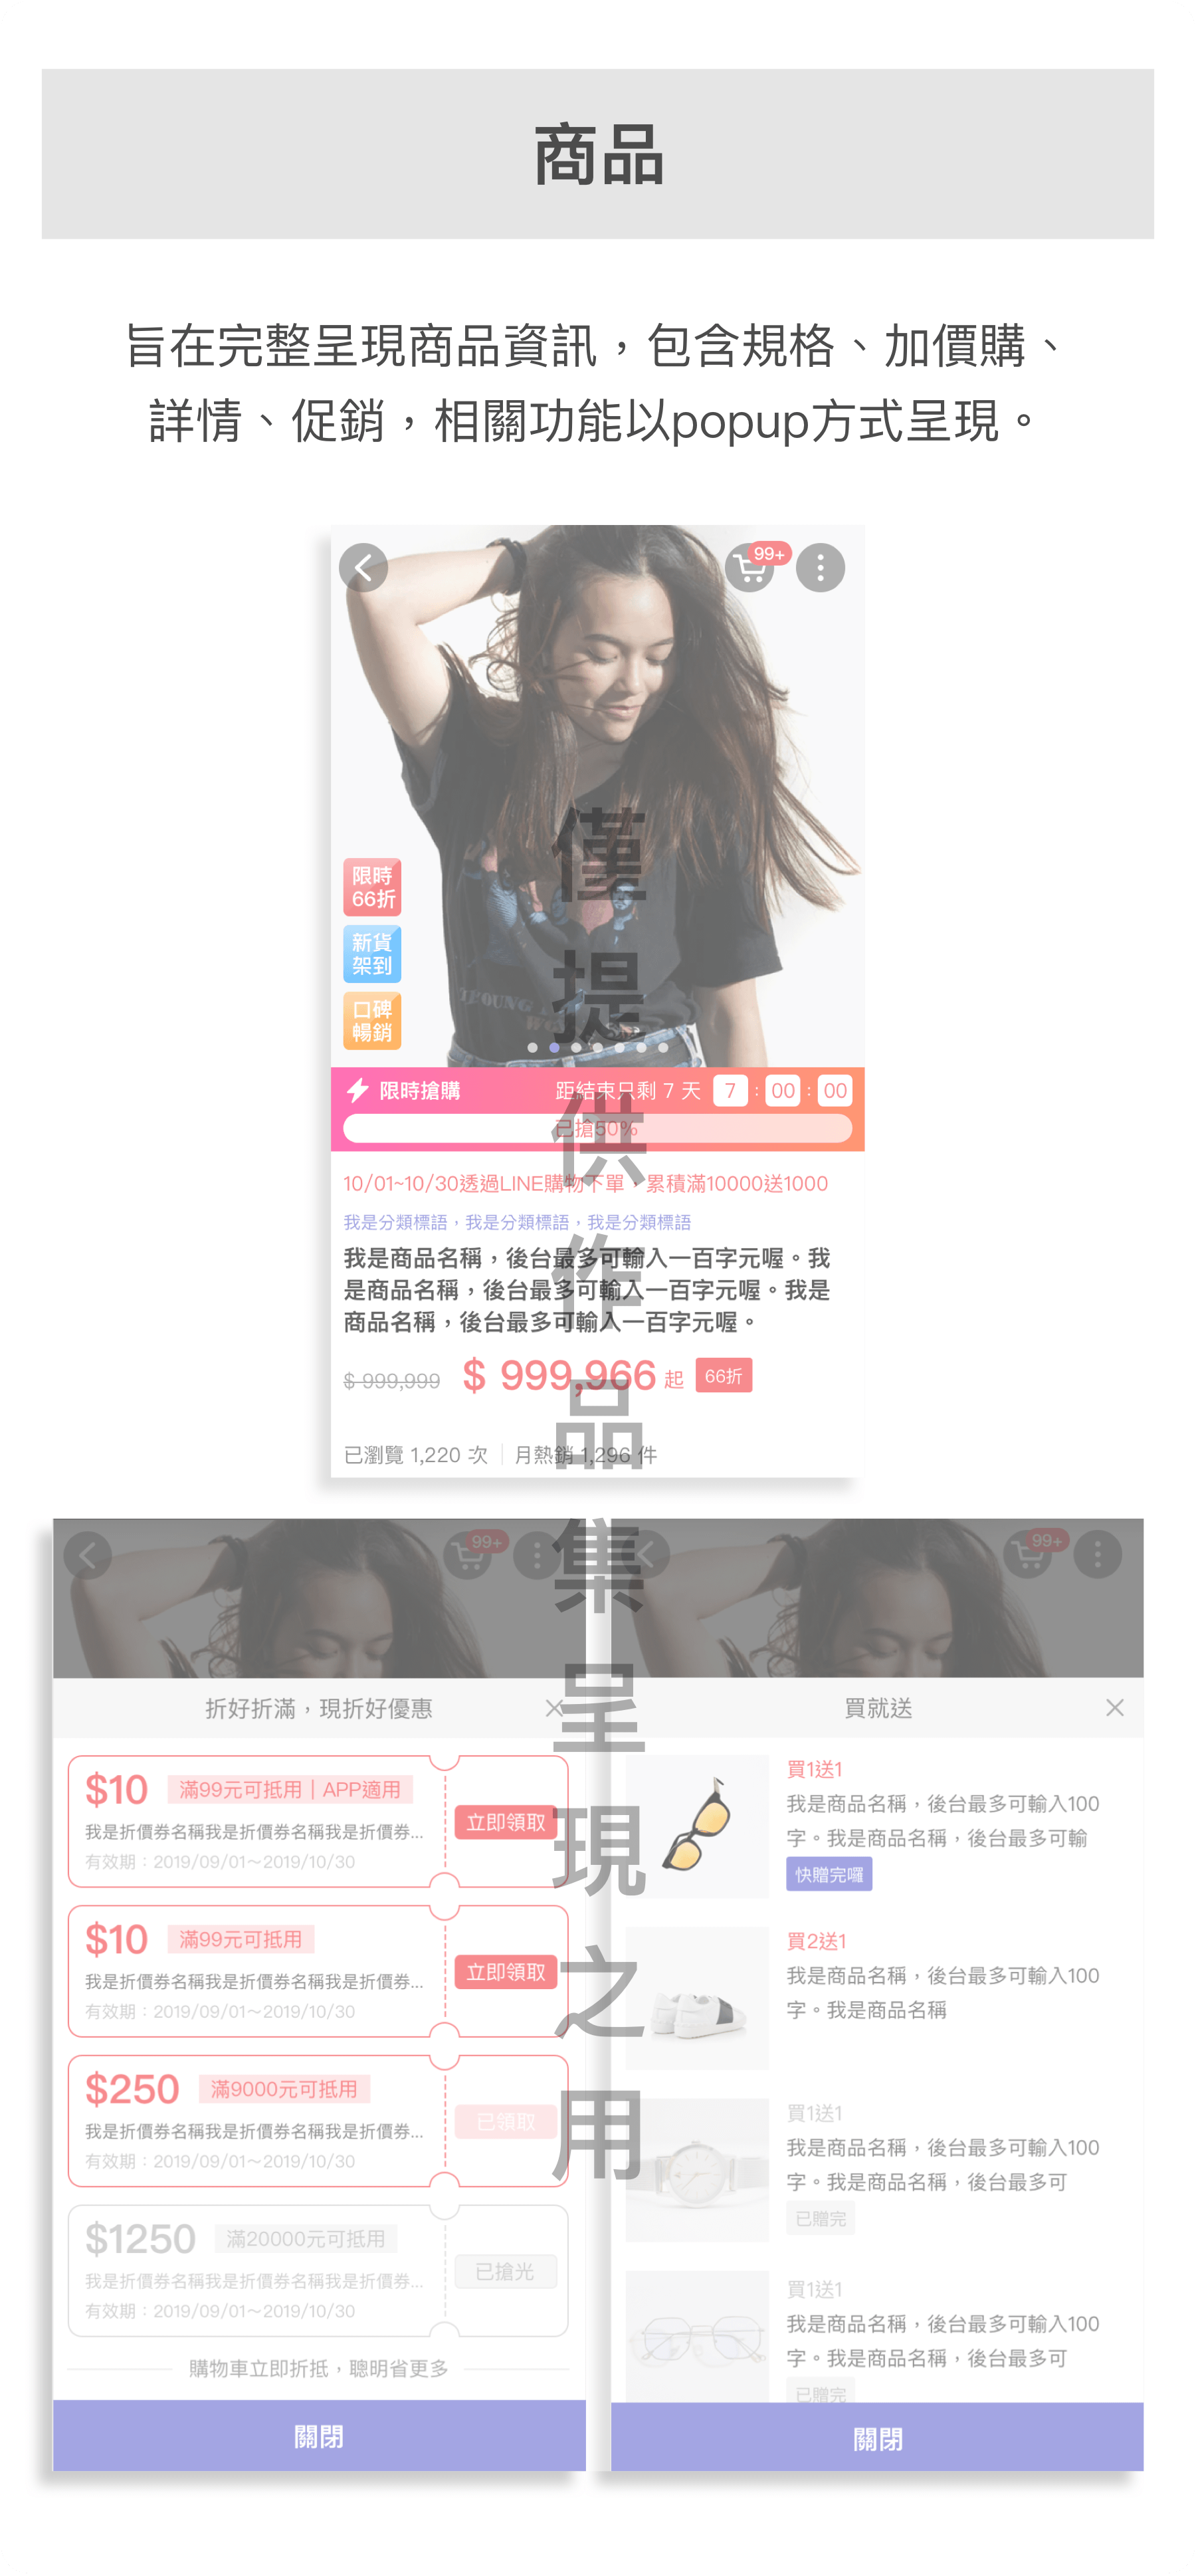 商品
旨在完整呈現商品資訊，包含規格、加價購、
詳情、促銷，相關功能以popup方式呈現。
99+
限時
66折
新貨
架到
口碑
暢銷
限時搶購 距結束只剩 7 天 7 : 00 : 00
已搶50%
10/01~10/30透過LINE購物下單，累積滿10000送1000
我是分類標語，我是分類標語，我是分類標語
我是商品名稱，後台最多可輸入一百字元喔。我
是商品名稱，後台最多可輸入一百字元喔。我是
商品名稱，後台最多可輸入一百字元喔。
$ 999,999 $ 999,966 起 66折
已瀏覽 1,220 次 | 月熱銷 1,296 件
99+
折好折滿，現折好優惠
$10 滿99元可抵用｜APP適用
我是折價券名稱我是折價券名稱我是折價券...
有效期：2019/09/01～2019/10/30
立即領取
$10 滿99元可抵用
我是折價券名稱我是折價券名稱我是折價券...
有效期：2019/09/01～2019/10/30
立即領取
$250 滿9000元可抵用
我是折價券名稱我是折價券名稱我是折價券...
有效期：2019/09/01～2019/10/30
已領取
$1250 滿20000元可抵用
我是折價券名稱我是折價券名稱我是折價券...
有效期：2019/09/01～2019/10/30
已搶光
購物車立即折抵，聰明省更多
關閉
99+
買就送
買1送1
我是商品名稱，後台最多可輸入100
字。我是商品名稱，後台最多可輸
快贈完囉
買2送1
我是商品名稱，後台最多可輸入100
字。我是商品名稱
買1送1
我是商品名稱，後台最多可輸入100
字。我是商品名稱，後台最多可
已贈完
買1送1
我是商品名稱，後台最多可輸入100
字。我是商品名稱，後台最多可
已贈完
關閉
僅提供作品集呈現之用